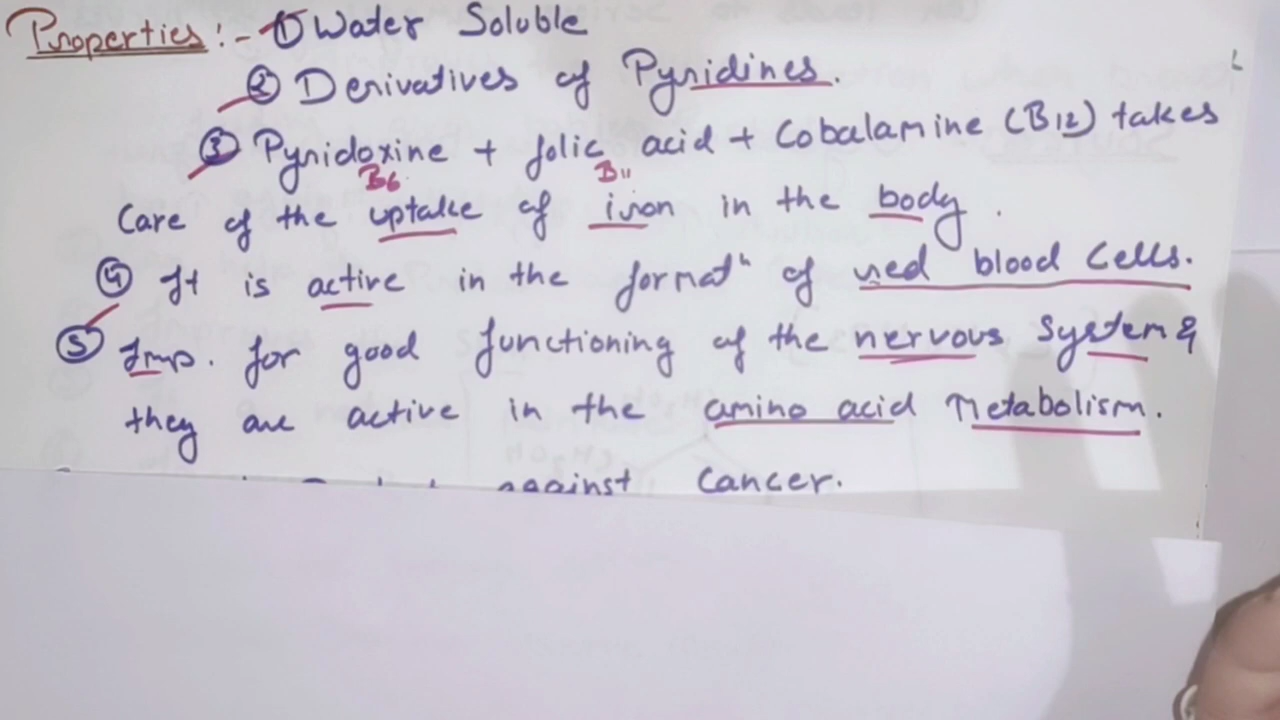 Properties :- ① Water Soluble
② Derivatives of Pyridines.
③ Pyridoxine + folic acid + Cobalamine (B12) takes
B6 B11
Care of the uptake of iron in the body.
④ It is active in the formatn of red blood Cells.
⑤ Imp. for good functioning of the nervous System &
they are active in the amino acid Metabolism.
against Cancer.